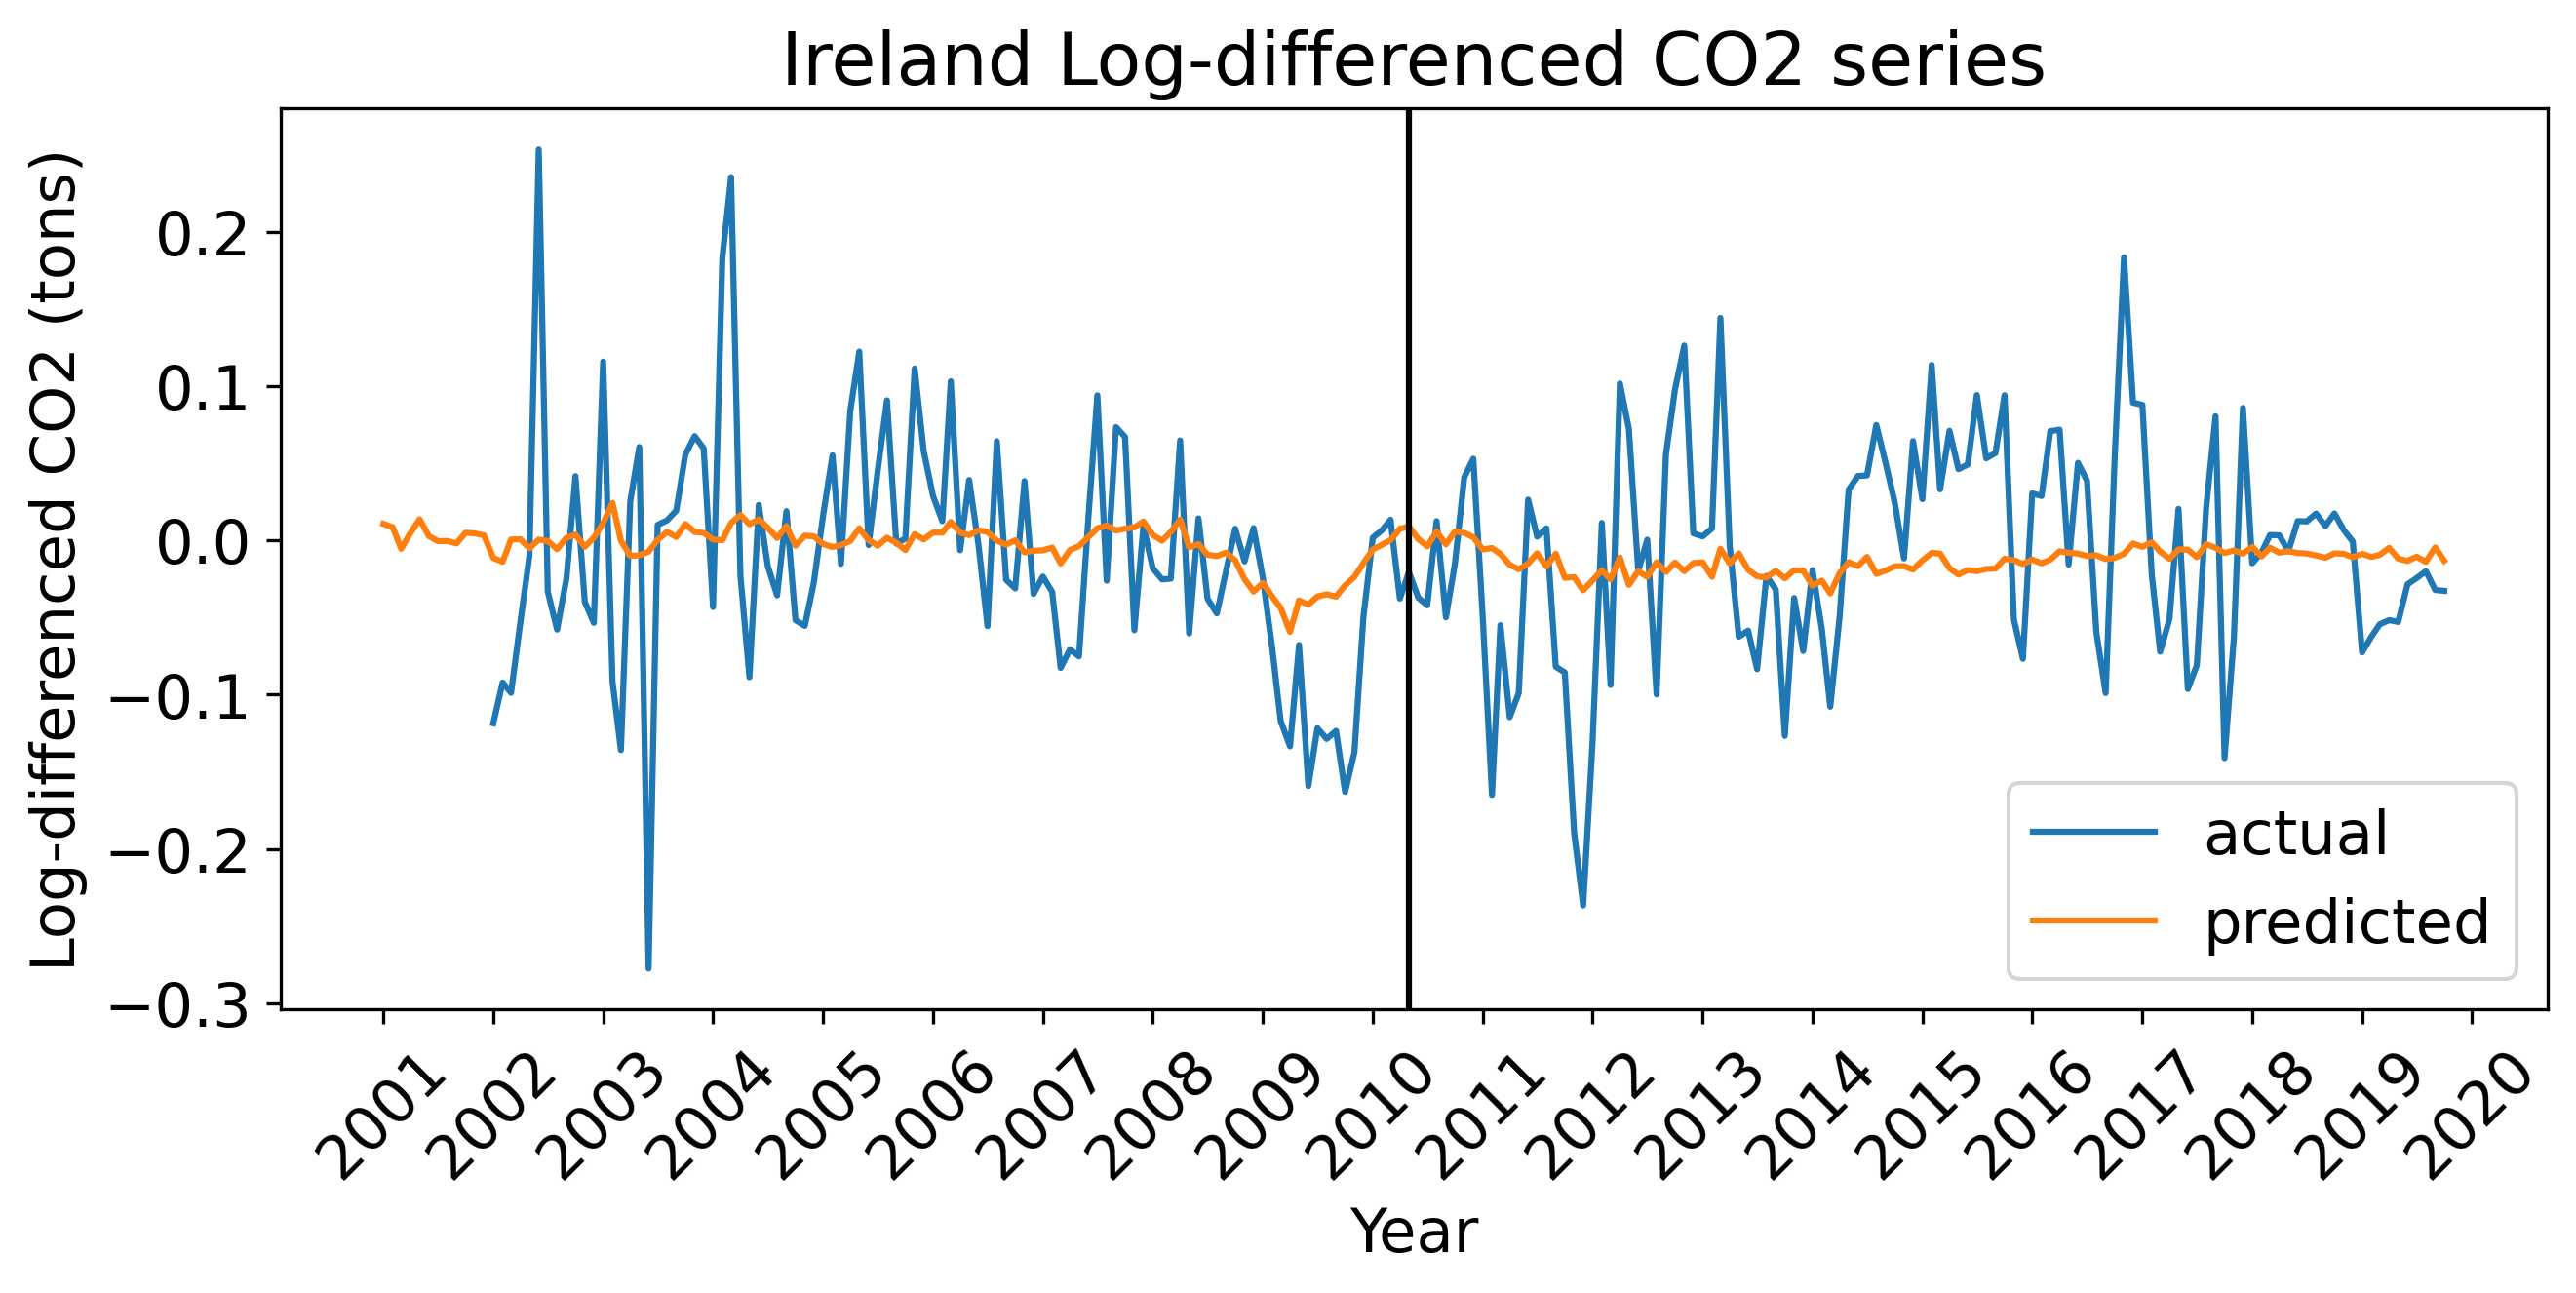 Ireland Log-differenced CO2 series
Log-differenced CO2 (tons)
0.2
0.1
0.0
−0.1
−0.2
−0.3
actual
predicted
2001 2002 2003 2004 2005 2006 2007 2008 2009 2010 2011 2012 2013 2014 2015 2016 2017 2018 2019 2020
Year